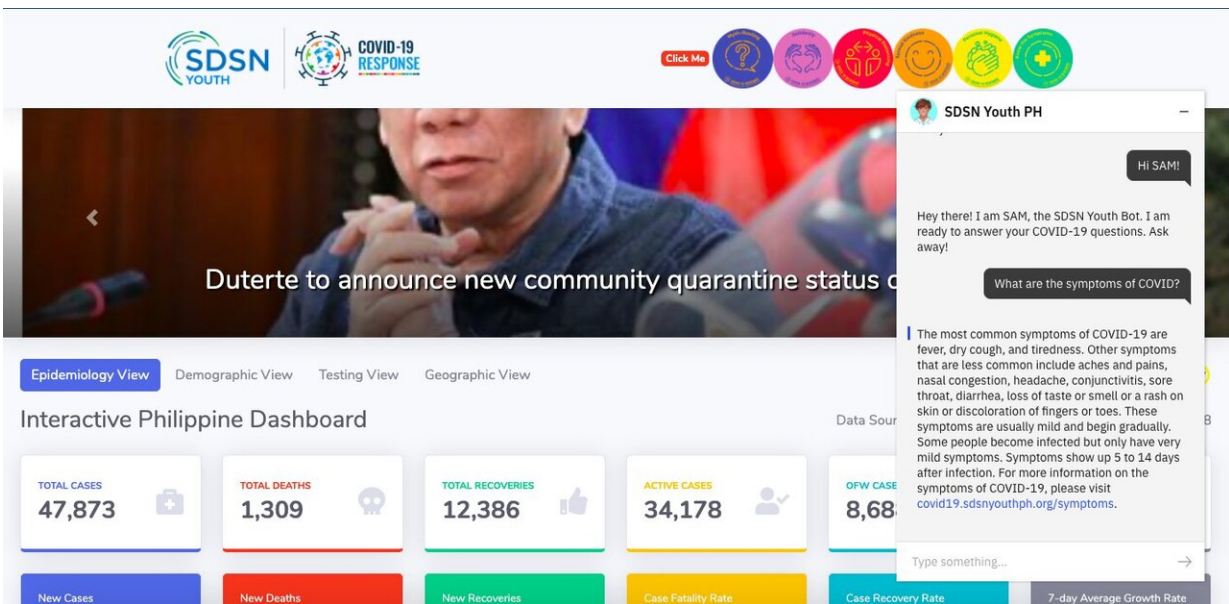 SDSN
YOUTH
COVID-19
RESPONSE
Click Me
SDSN Youth PH
Hi SAM!
Hey there! I am SAM, the SDSN Youth Bot. I am
ready to answer your COVID-19 questions. Ask
away!
What are the symptoms of COVID?
The most common symptoms of COVID-19 are
fever, dry cough, and tiredness. Other symptoms
that are less common include aches and pains,
nasal congestion, headache, conjunctivitis, sore
throat, diarrhea, loss of taste or smell or a rash on
skin or discoloration of fingers or toes. These
symptoms are usually mild and begin gradually.
Some people become infected but only have very
mild symptoms. Symptoms show up 5 to 14 days
after infection. For more information on the
symptoms of COVID-19, please visit
covid19.sdsnyouthph.org/symptoms.
Type something...
Duterte to announce new community quarantine status
Epidemiology View
Demographic View
Testing View
Geographic View
Interactive Philippine Dashboard
Data
TOTAL CASES
47,873
TOTAL DEATHS
1,309
TOTAL RECOVERIES
12,386
ACTIVE CASES
34,178
OFW
New Cases
New Deaths
New Recoveries
Case Fatality Rate
Case Recovery Rate
7-day Average Growth Rate